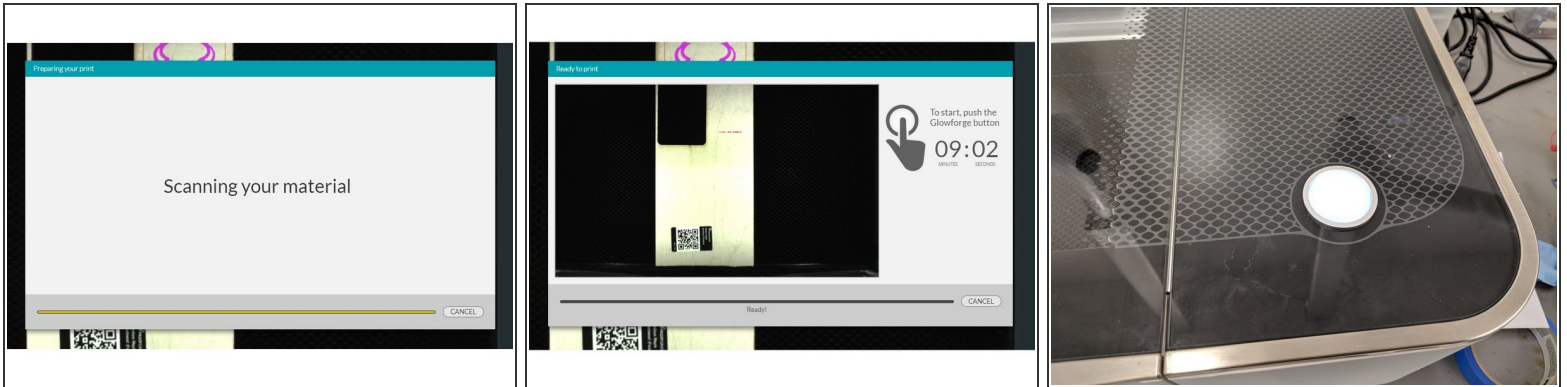 Preparing your print
Scanning your material
CANCEL
Ready to print
To start, push the
Glowforge button
09:02
MINUTES
SECONDS
CANCEL
Ready!